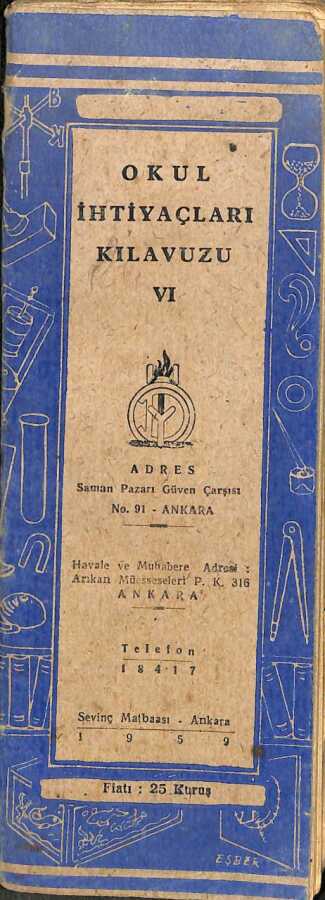 B
K
OKUL
İHTİYAÇLARI
KILAVUZU
VI
ADRES
Saman Pazarı Güven Çarşısı
No. 91 - ANKARA
Havale ve Muhabere Adresi :
Arıkan Müesseseleri P. K. 316
ANKARA
Telefon
18417
Sevinç Matbaası - Ankara
1959
Fiatı : 25 Kuruş
EŞBER